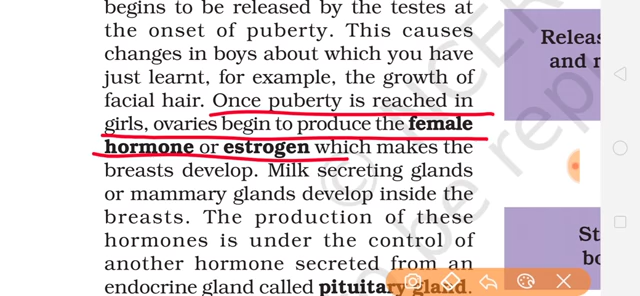 begins to be released by the testes at
the onset of puberty. This causes
changes in boys about which you have
just learnt, for example, the growth of
facial hair. Once puberty is reached in
girls, ovaries begin to produce the female
hormone or estrogen which makes the
breasts develop. Milk secreting glands
or mammary glands develop inside the
breasts. The production of these
hormones is under the control of
another hormone secreted from an
endocrine gland called pituitary gland.
Releas
and
St
bo
© NCER
be rep